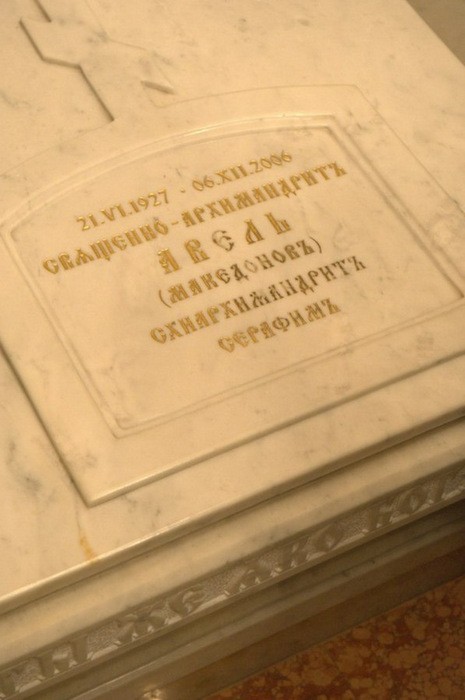 21.VI.1927 - 06.XII.2006
СВЯЩЕННО-АРХИМАНДРИТЪ
АВЕЛЬ
(МАКЕДОНОВЪ)
СХИАРХИМАНДРИТЪ
СЕРАФИМЪ